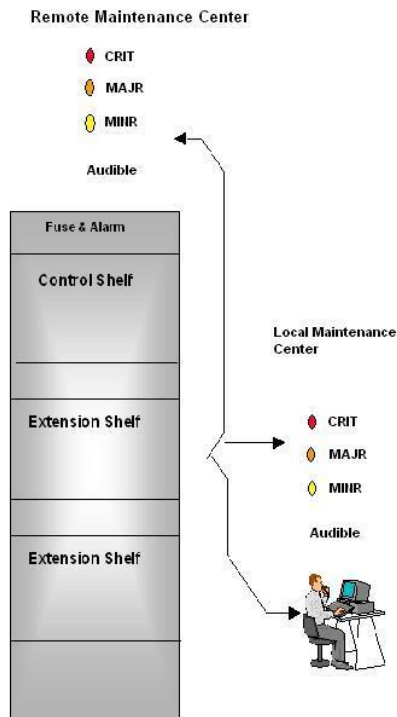 Remote Maintenance Center
CRIT
MAJR
MINR
Audible
Fuse & Alarm
Control Shelf
Extension Shelf
Extension Shelf
Local Maintenance
Center
CRIT
MAJR
MINR
Audible